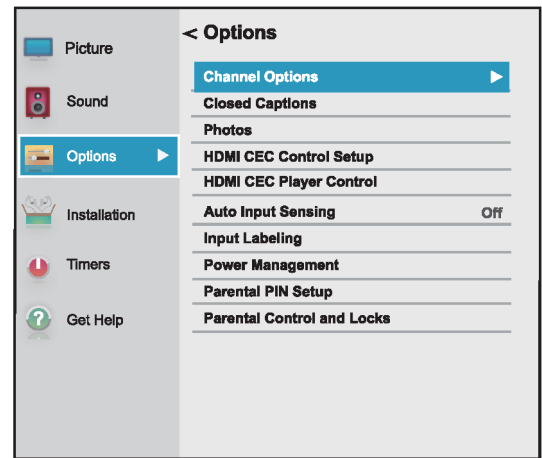 Picture
Sound
Options
Installation
Timers
Get Help
< Options
Channel Options
Closed Captions
Photos
HDMI CEC Control Setup
HDMI CEC Player Control
Auto Input Sensing Off
Input Labeling
Power Management
Parental PIN Setup
Parental Control and Locks